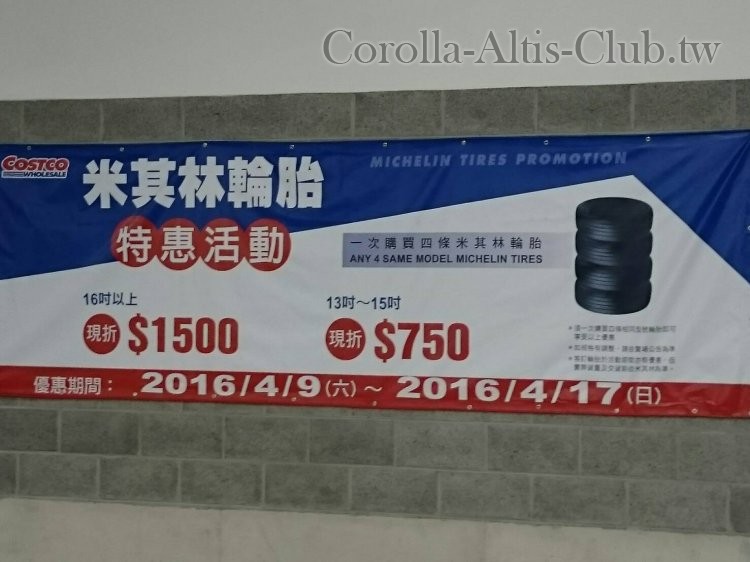 Corolla-Altis-Club.tw
COSTCO
WHOLESALE
米其林輪胎
MICHELIN TIRES PROMOTION
特惠活動
一次購買四條米其林輪胎
ANY 4 SAME MODEL MICHELIN TIRES
16吋以上
現折 $1500
13吋～15吋
現折 $750
優惠期間： 2016/4/9(六) ～ 2016/4/17(日)